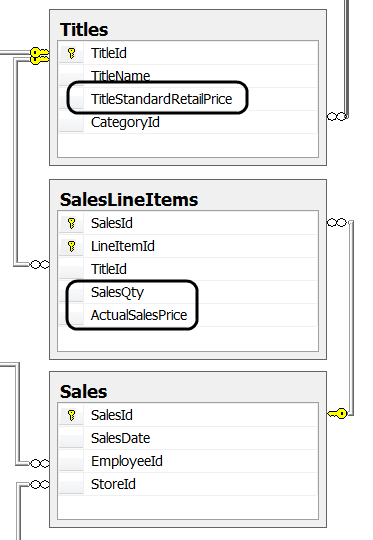 Titles
TitleId
TitleName
TitleStandardRetailPrice
CategoryId
SalesLineItems
SalesId
LineItemId
TitleId
SalesQty
ActualSalesPrice
Sales
SalesId
SalesDate
EmployeeId
StoreId